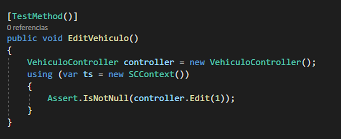 [TestMethod()]
0 referencias
public void EditVehiculo()
{
VehiculoController controller = new VehiculoController();
using (var ts = new SCContext())
{
Assert.IsNotNull(controller.Edit(1));
}
}